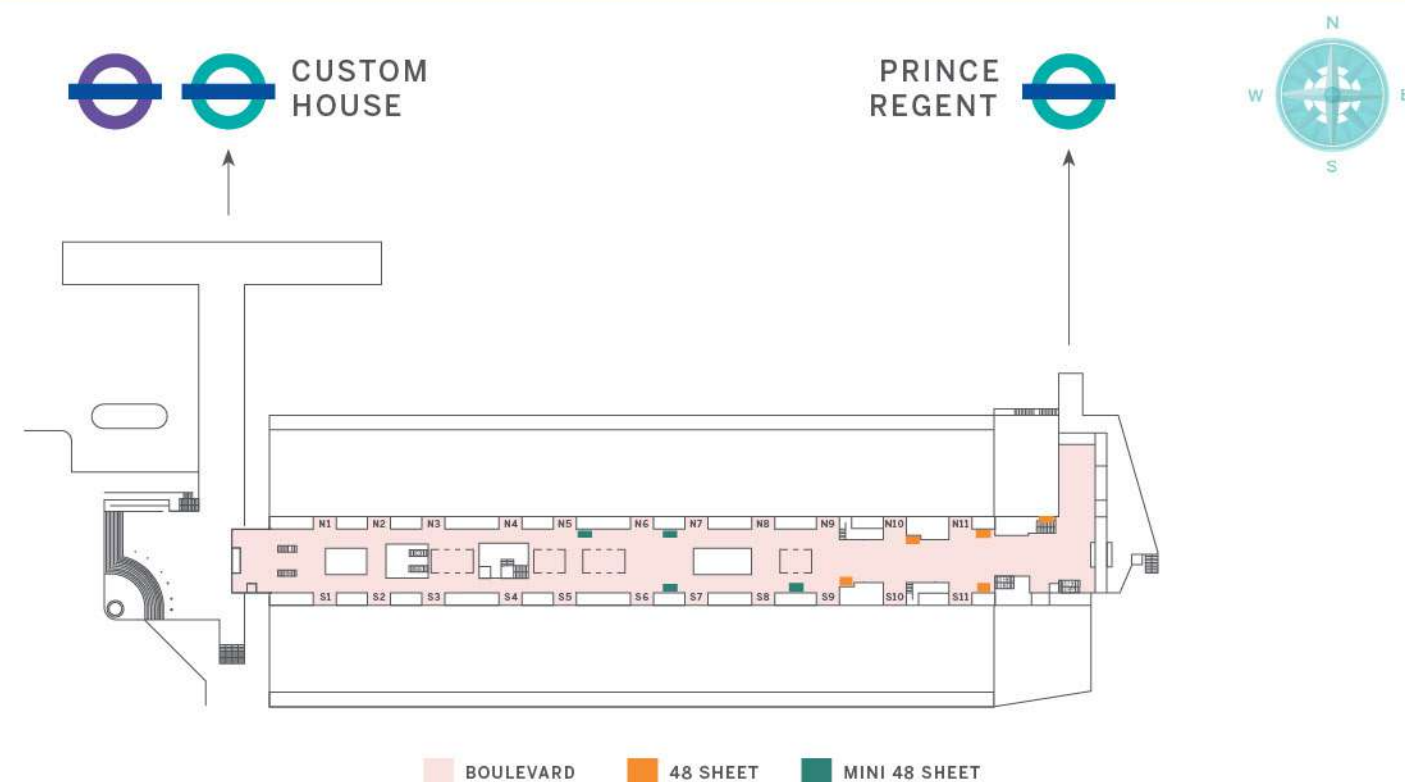 CUSTOM
HOUSE
PRINCE
REGENT
N
W
E
S
N1 N2 N3 N4 N5 N6 N7 N8 N9 N10 N11
S1 S2 S3 S4 S5 S6 S7 S8 S9 S10 S11
BOULEVARD 48 SHEET MINI 48 SHEET